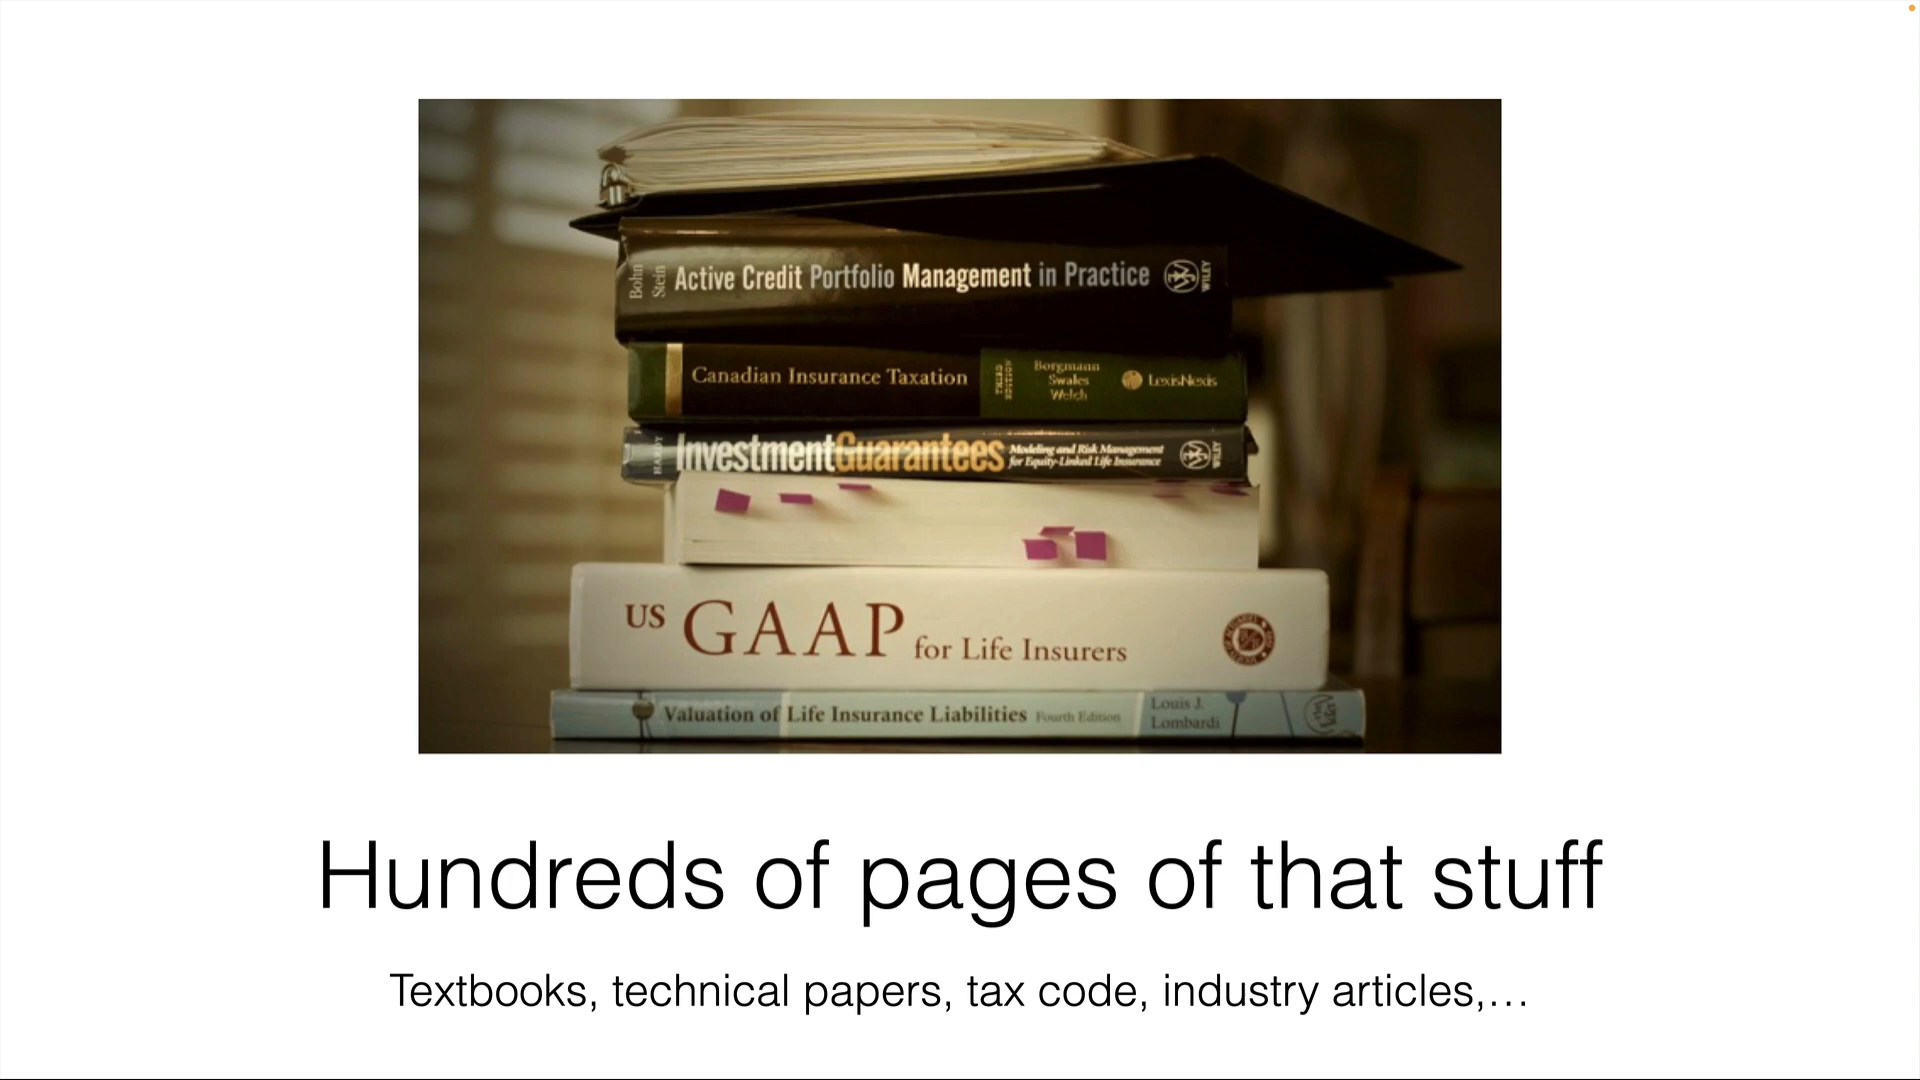 Bohn
Stein
Active Credit Portfolio Management in Practice
WILEY
Canadian Insurance Taxation
THIRD EDITION
Borgmann
Swales
Welch
LexisNexis
HARDY
InvestmentGuarantees
Modeling and Risk Management
for Equity-Linked Life Insurance
WILEY
US GAAP for Life Insurers
Valuation of Life Insurance Liabilities Fourth Edition
Louis J.
Lombardi
Hundreds of pages of that stuff
Textbooks, technical papers, tax code, industry articles,…